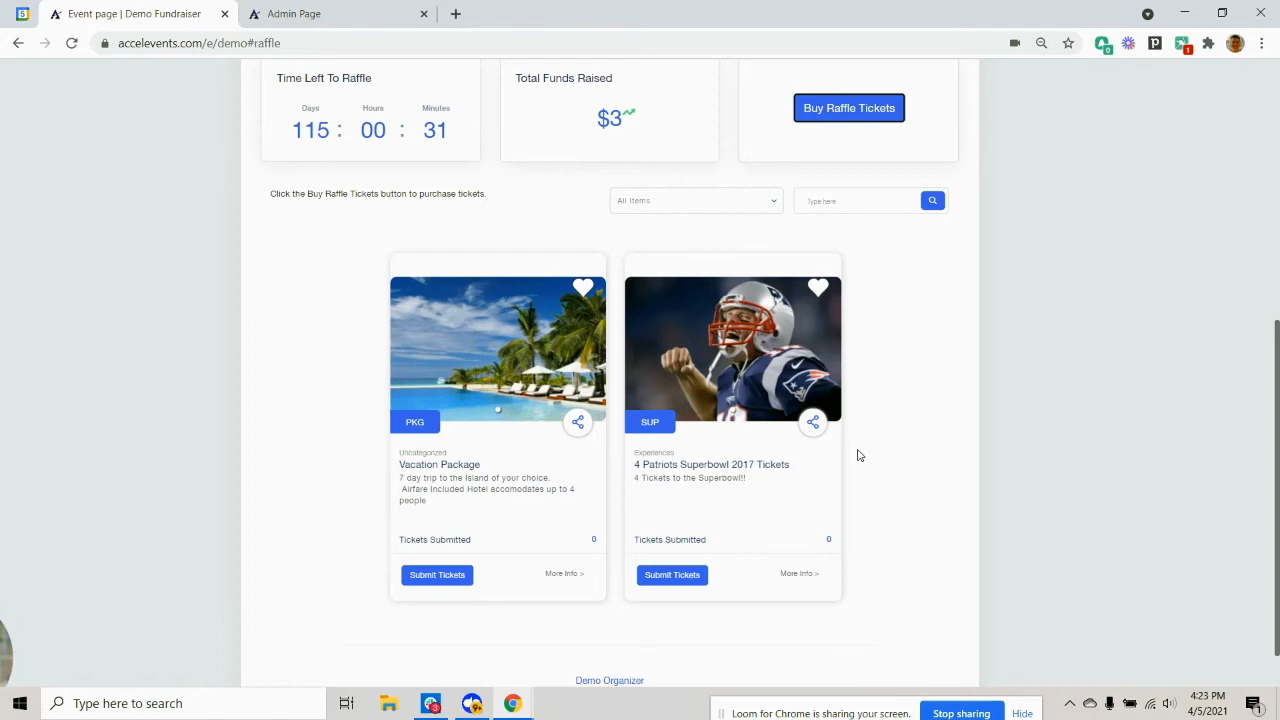 Event page | Demo Fundraiser
Admin Page
accelevents.com/e/demo#raffle
Time Left To Raffle
Days
Hours
Minutes
115 : 00 : 31
Total Funds Raised
$3
Buy Raffle Tickets
Click the Buy Raffle Tickets button to purchase tickets.
All Items
Type here
PKG
Uncategorized
Vacation Package
7 day trip to the Island of your choice.
Airfare Included Hotel accomodates up to 4
people
Tickets Submitted 0
Submit Tickets
More Info >
SUP
Experiences
4 Patriots Superbowl 2017 Tickets
4 Tickets to the Superbowl!!
Tickets Submitted 0
Submit Tickets
More Info >
Demo Organizer
Type here to search
Loom for Chrome is sharing your screen.
Stop sharing
Hide
4:23 PM
4/5/2021